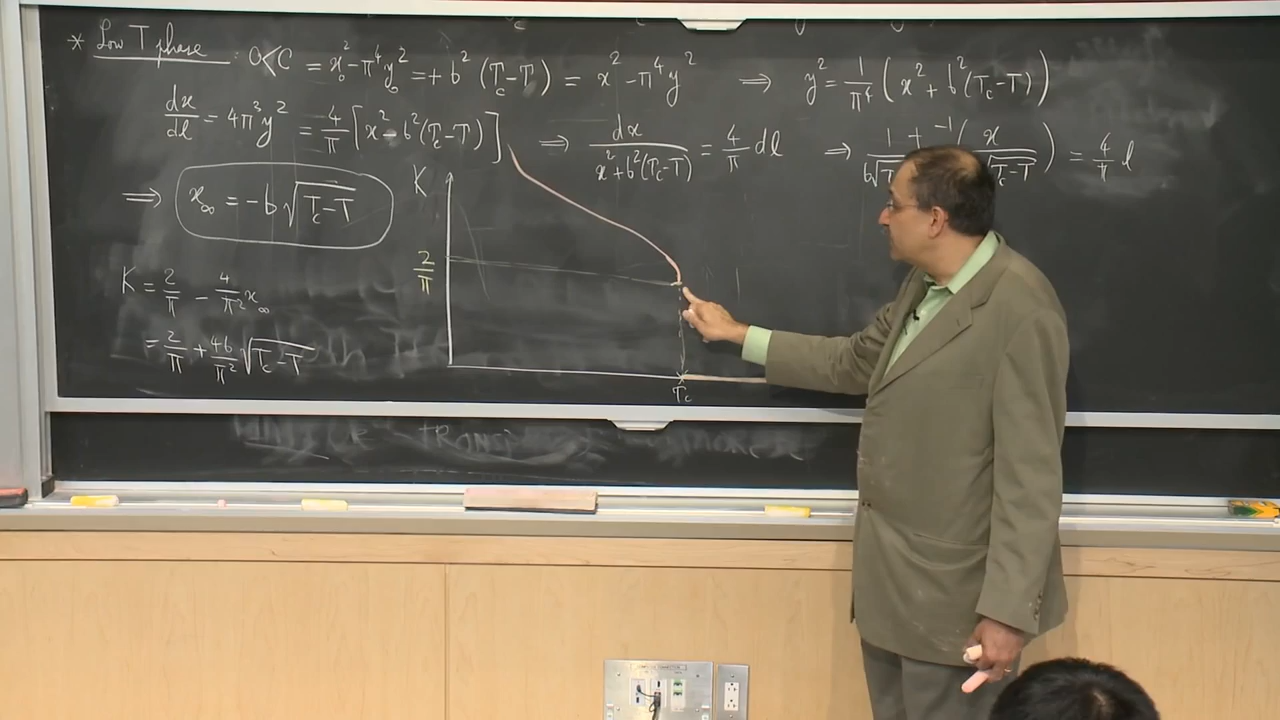 * Low T phase : 0<C = x₀² - π⁴y₀² = + b² (T_c - T) = x² - π⁴y² ⟹ y² = 1/π⁴ (x² + b²(T_c - T))
dx/dl = 4π³y² = 4/π [x² - b²(T_c - T)] ⟹ dx/(x² + b²(T_c - T)) = 4/π dl ⟹ ( x ) = 4/π l
⟹ x∞ = -b √(T_c - T)
K
2/π
K = 2/π - 4/π² x∞
= 2/π + 4b/π² √(T_c - T)
T_c